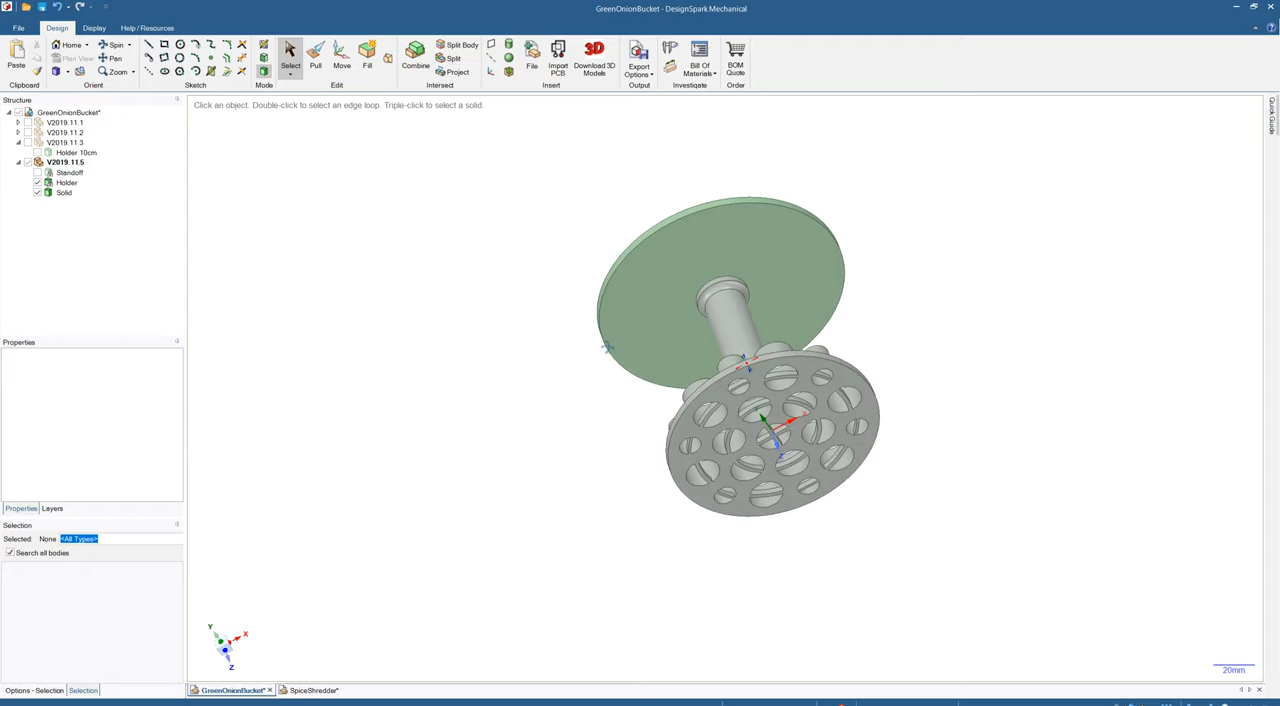 GreenOnionBucket - DesignSpark Mechanical
File Design Display Help / Resources
Home Spin
Plan View Pan
Zoom
Paste
Select Pull Move Fill
Combine
Split Body
Split
Project
File Import PCB
Download 3D Models
Export Options
Bill Of Materials
BOM Quote
Clipboard Orient Sketch Mode Edit Intersect Insert Output Investigate Order
Structure
Click an object. Double-click to select an edge loop. Triple-click to select a solid.
Quick Guide
GreenOnionBucket*
V2019.11.1
V2019.11.2
V2019.11.3
Holder 10cm
V2019.11.5
Standoff
Holder
Solid
Properties
Properties Layers
Selection
Selected: None <All Types>
Search all bodies
Y
X
Z
X
Z
20mm
Options - Selection Selection
GreenOnionBucket* SpiceShredder*